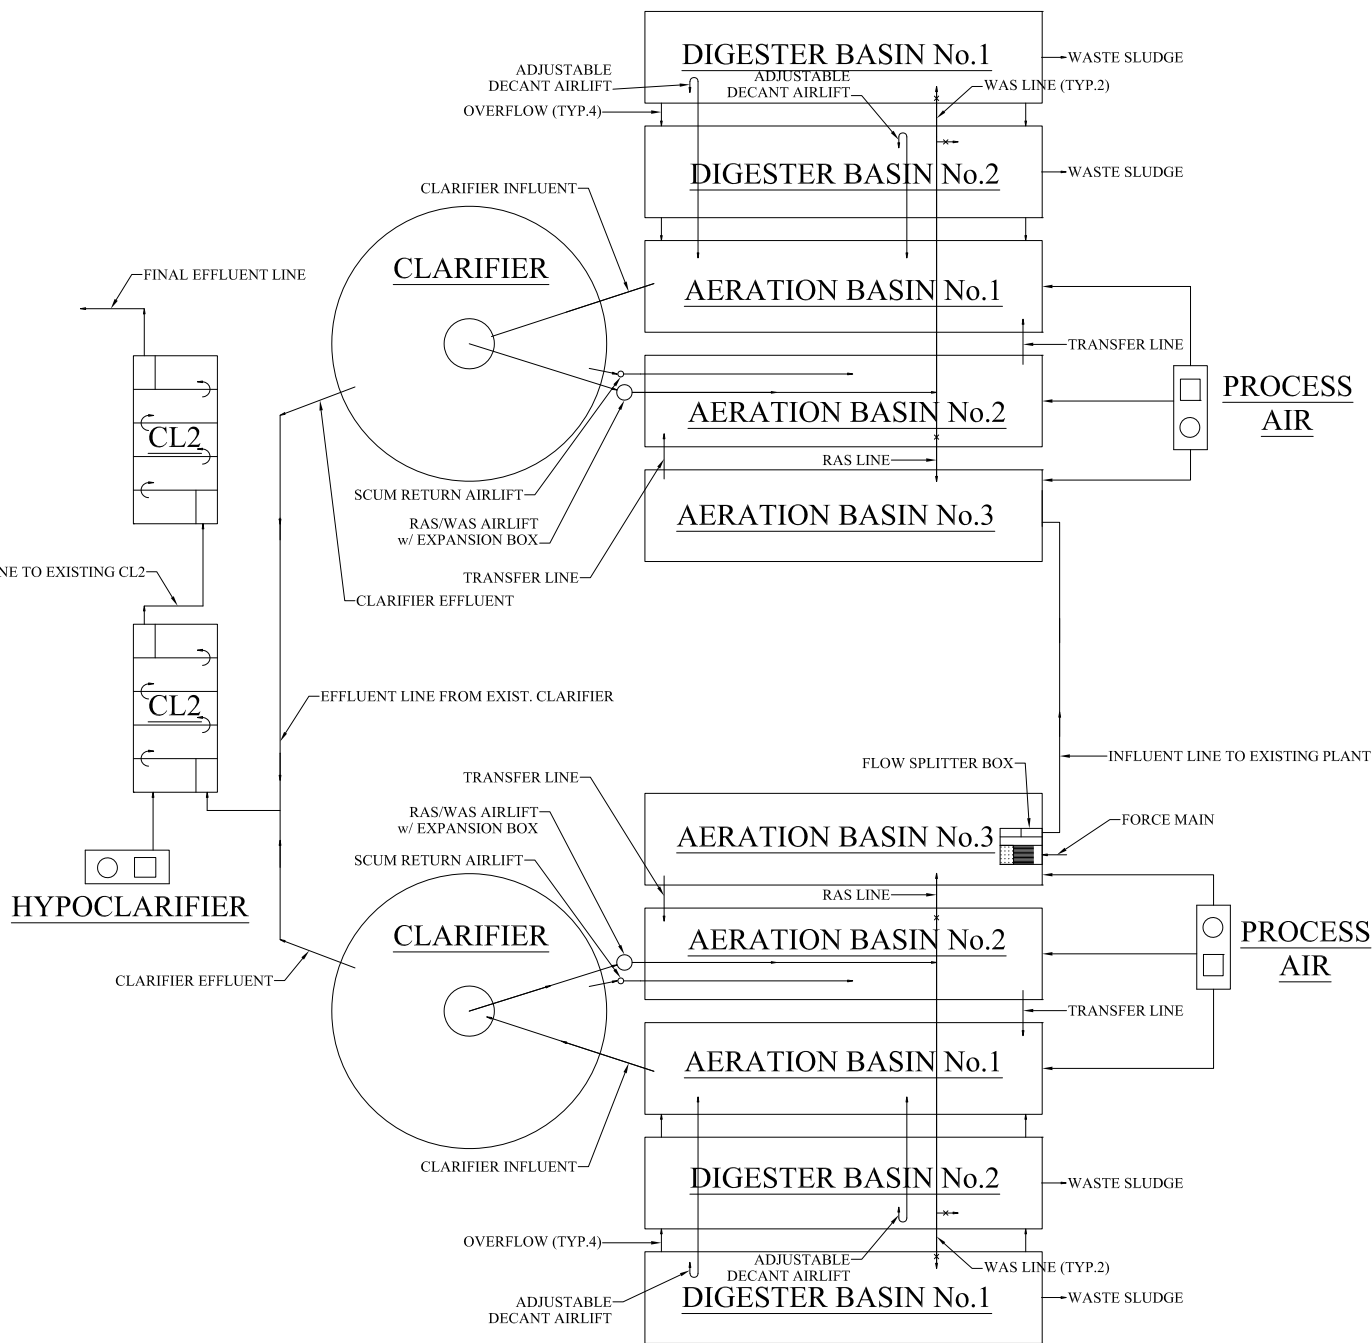 DIGESTER BASIN No.1
WASTE SLUDGE
ADJUSTABLE
DECANT AIRLIFT
ADJUSTABLE
DECANT AIRLIFT
WAS LINE (TYP.2)
OVERFLOW (TYP.4)
DIGESTER BASIN No.2
WASTE SLUDGE
CLARIFIER INFLUENT
CLARIFIER
FINAL EFFLUENT LINE
AERATION BASIN No.1
TRANSFER LINE
PROCESS
AIR
AERATION BASIN No.2
CL2
RAS LINE
SCUM RETURN AIRLIFT
RAS/WAS AIRLIFT
w/ EXPANSION BOX
AERATION BASIN No.3
NE TO EXISTING CL2
TRANSFER LINE
CLARIFIER EFFLUENT
CL2
EFFLUENT LINE FROM EXIST. CLARIFIER
INFLUENT LINE TO EXISTING PLANT
FLOW SPLITTER BOX
TRANSFER LINE
RAS/WAS AIRLIFT
w/ EXPANSION BOX
FORCE MAIN
AERATION BASIN No.3
SCUM RETURN AIRLIFT
RAS LINE
HYPOCLARIFIER
CLARIFIER
AERATION BASIN No.2
PROCESS
AIR
CLARIFIER EFFLUENT
TRANSFER LINE
AERATION BASIN No.1
CLARIFIER INFLUENT
DIGESTER BASIN No.2
WASTE SLUDGE
OVERFLOW (TYP.4)
ADJUSTABLE
DECANT AIRLIFT
WAS LINE (TYP.2)
ADJUSTABLE
DECANT AIRLIFT
DIGESTER BASIN No.1
WASTE SLUDGE